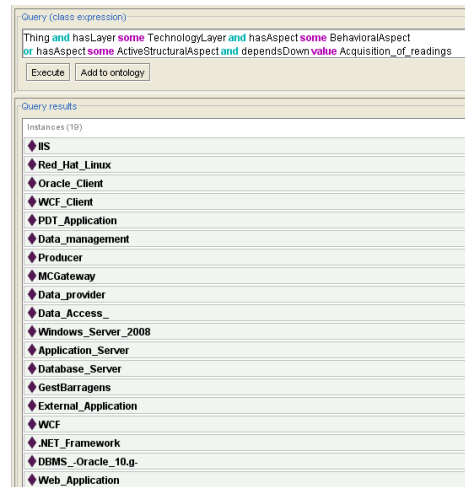 Query (class expression)
Thing and hasLayer some TechnologyLayer and hasAspect some BehavioralAspect
or hasAspect some ActiveStructuralAspect and dependsDown value Acquisition_of_readings
Execute Add to ontology
Query results
Instances (19)
IIS
Red_Hat_Linux
Oracle_Client
WCF_Client
PDT_Application
Data_management
Producer
MCGateway
Data_provider
Data_Access_
Windows_Server_2008
Application_Server
Database_Server
GestBarragens
External_Application
WCF
.NET_Framework
DBMS_-Oracle_10.g-
Web_Application